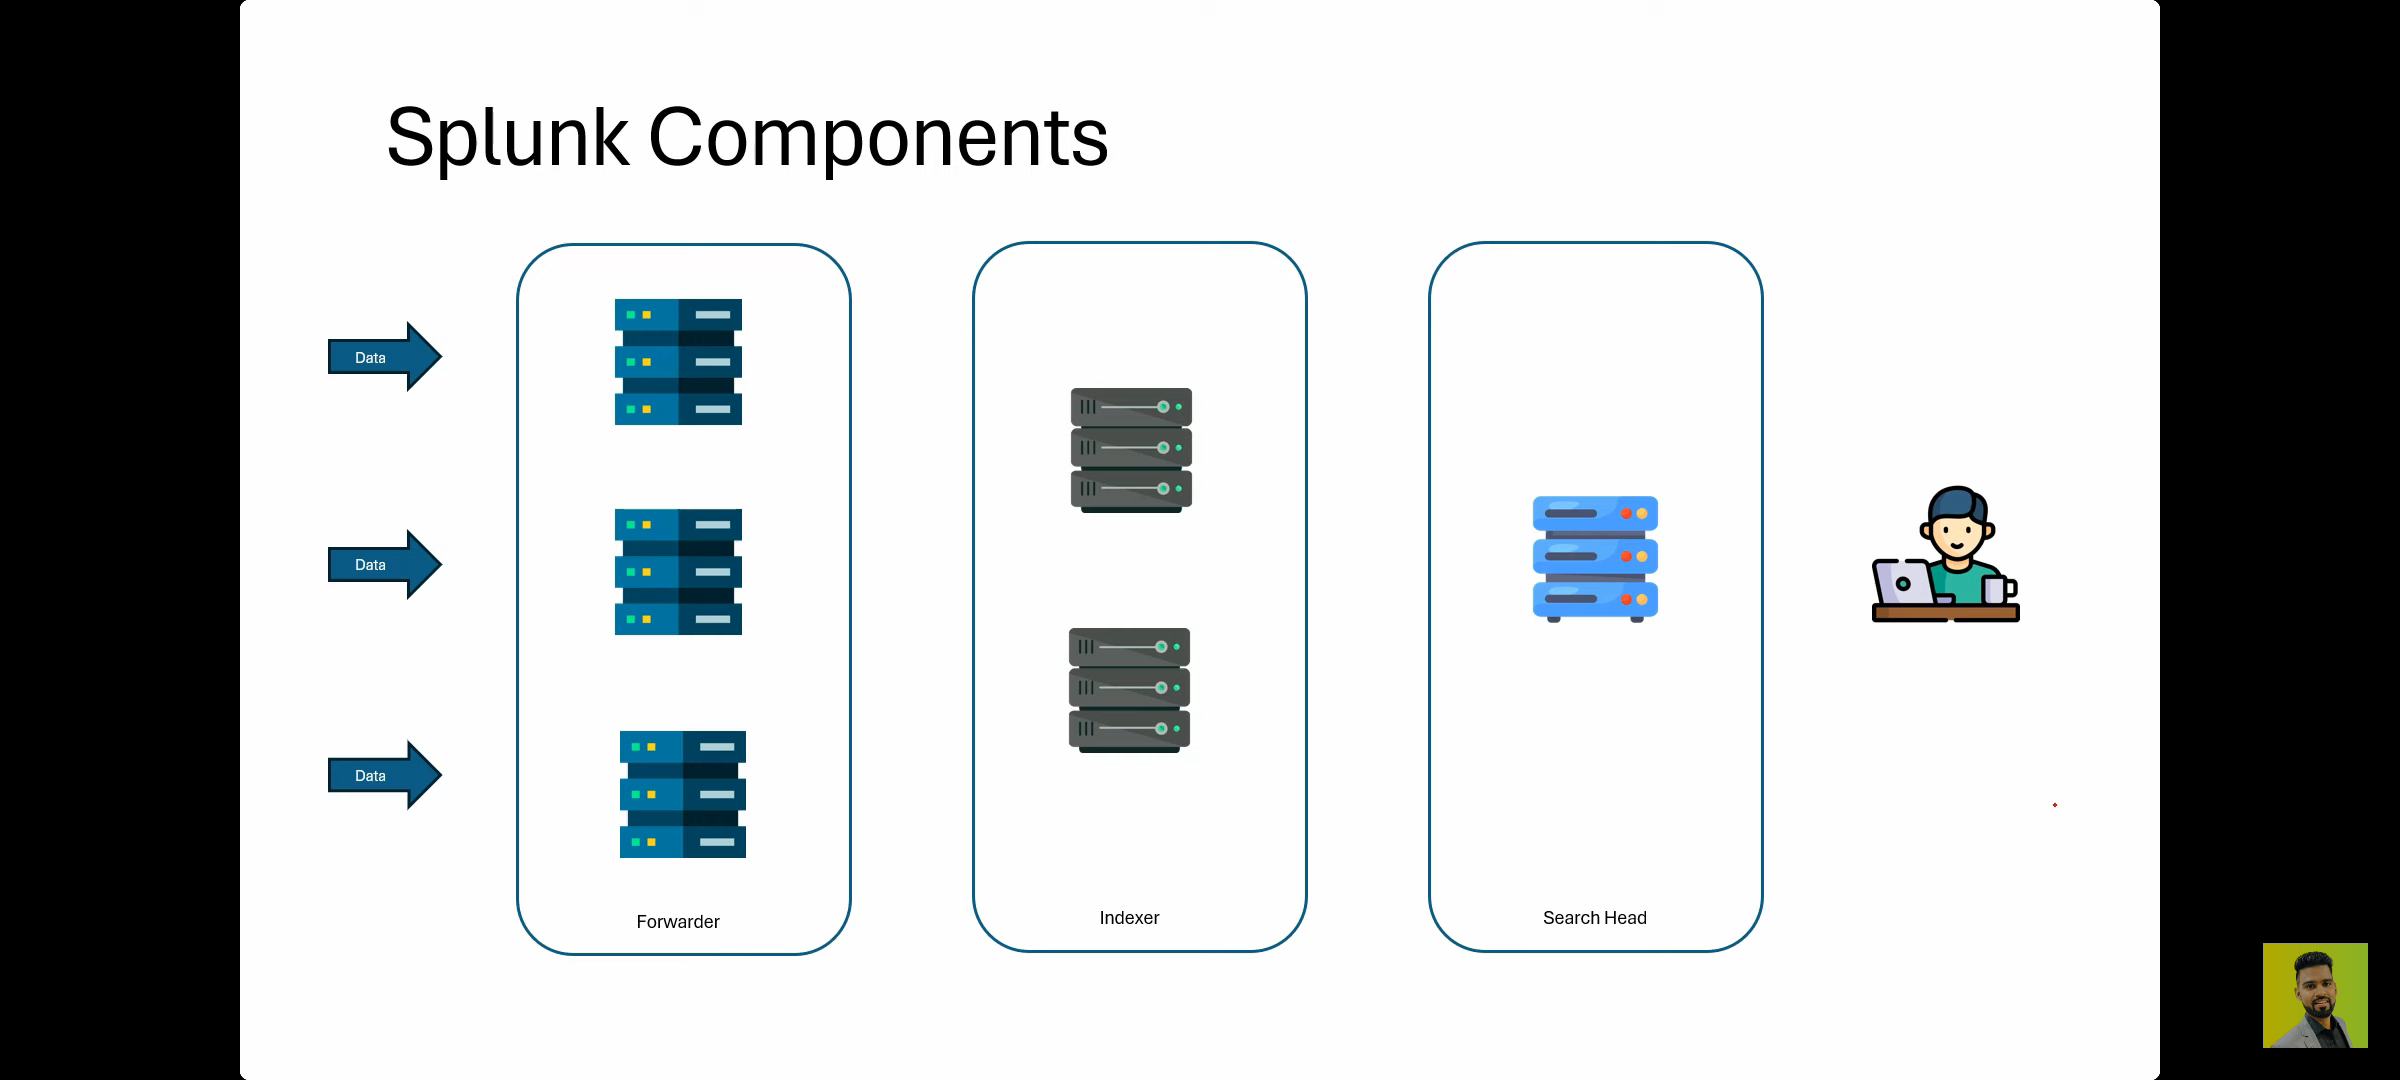 Splunk Components
Data
Data
Data
Forwarder
Indexer
Search Head